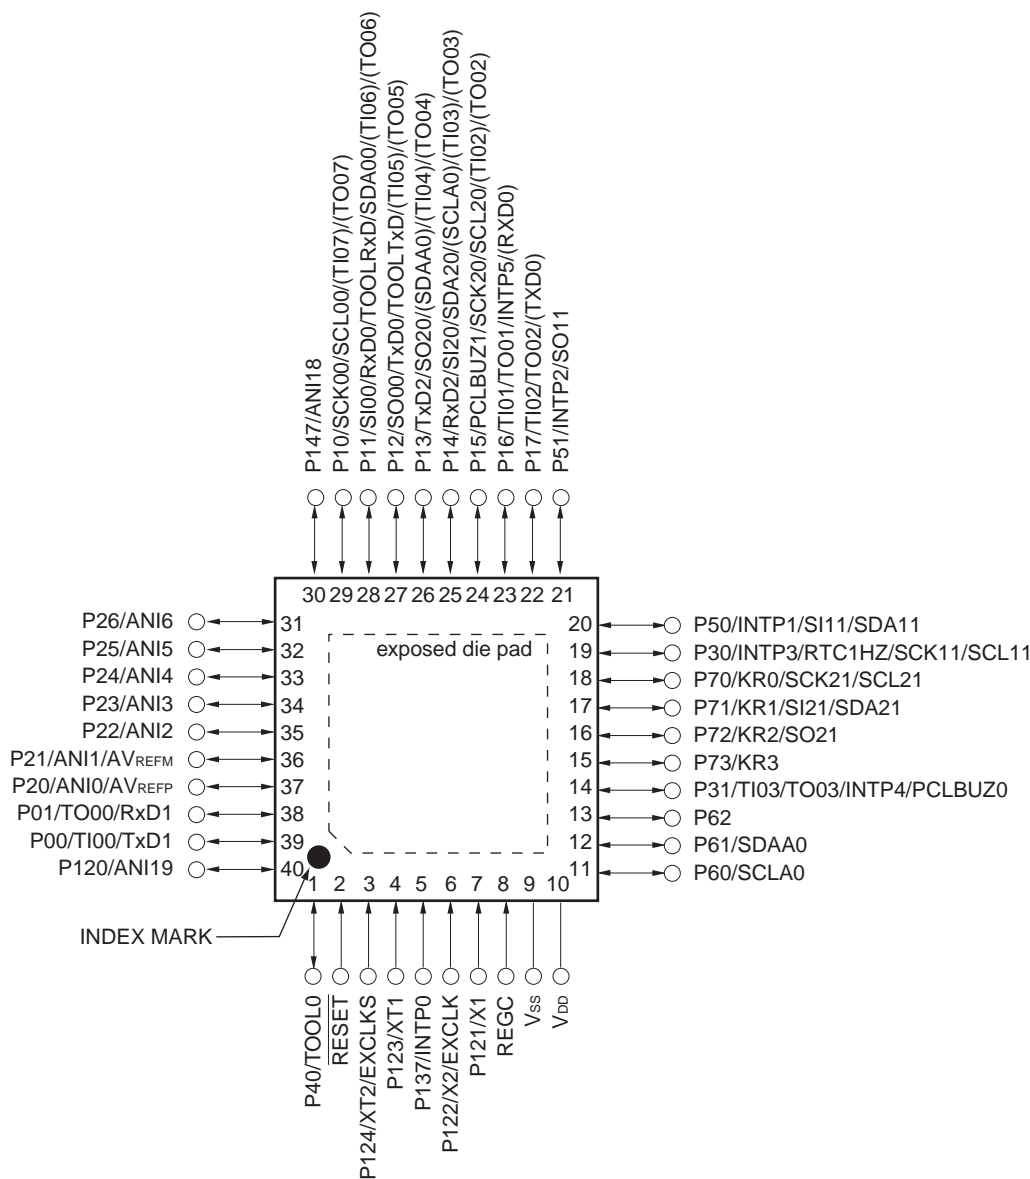 P147/ANI18
P10/SCK00/SCL00/(TI07)/(TO07)
P11/SI00/RxD0/TOOLRxD/SDA00/(TI06)/(TO06)
P12/SO00/TxD0/TOOLTxD/(TI05)/(TO05)
P13/TxD2/SO20/(SDAA0)/(TI04)/(TO04)
P14/RxD2/SI20/SDA20/(SCLA0)/(TI03)/(TO03)
P15/PCLBUZ1/SCK20/SCL20/(TI02)/(TO02)
P16/TI01/TO01/INTP5/(RXD0)
P17/TI02/TO02/(TXD0)
P51/INTP2/SO11
30 29 28 27 26 25 24 23 22 21
P26/ANI6 31
P25/ANI5 32
P24/ANI4 33
P23/ANI3 34
P22/ANI2 35
P21/ANI1/AVREFM 36
P20/ANI0/AVREFP 37
P01/TO00/RxD1 38
P00/TI00/TxD1 39
P120/ANI19 40
exposed die pad
20 P50/INTP1/SI11/SDA11
19 P30/INTP3/RTC1HZ/SCK11/SCL11
18 P70/KR0/SCK21/SCL21
17 P71/KR1/SI21/SDA21
16 P72/KR2/SO21
15 P73/KR3
14 P31/TI03/TO03/INTP4/PCLBUZ0
13 P62
12 P61/SDAA0
11 P60/SCLA0
1 2 3 4 5 6 7 8 9 10
INDEX MARK
P40/TOOL0
RESET
P124/XT2/EXCLKS
P123/XT1
P137/INTP0
P122/X2/EXCLK
P121/X1
REGC
VSS
VDD